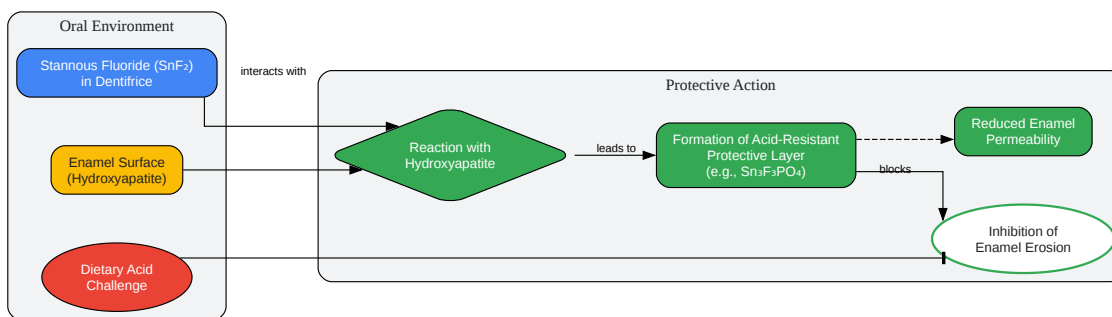 Oral Environment
Stannous Fluoride (SnF₂)
in Dentifrice
interacts with
Enamel Surface
(Hydroxyapatite)
Dietary Acid
Challenge
Protective Action
Reaction with
Hydroxyapatite
leads to
Formation of Acid-Resistant
Protective Layer
(e.g., Sn₃F₃PO₄)
Reduced Enamel
Permeability
blocks
Inhibition of
Enamel Erosion